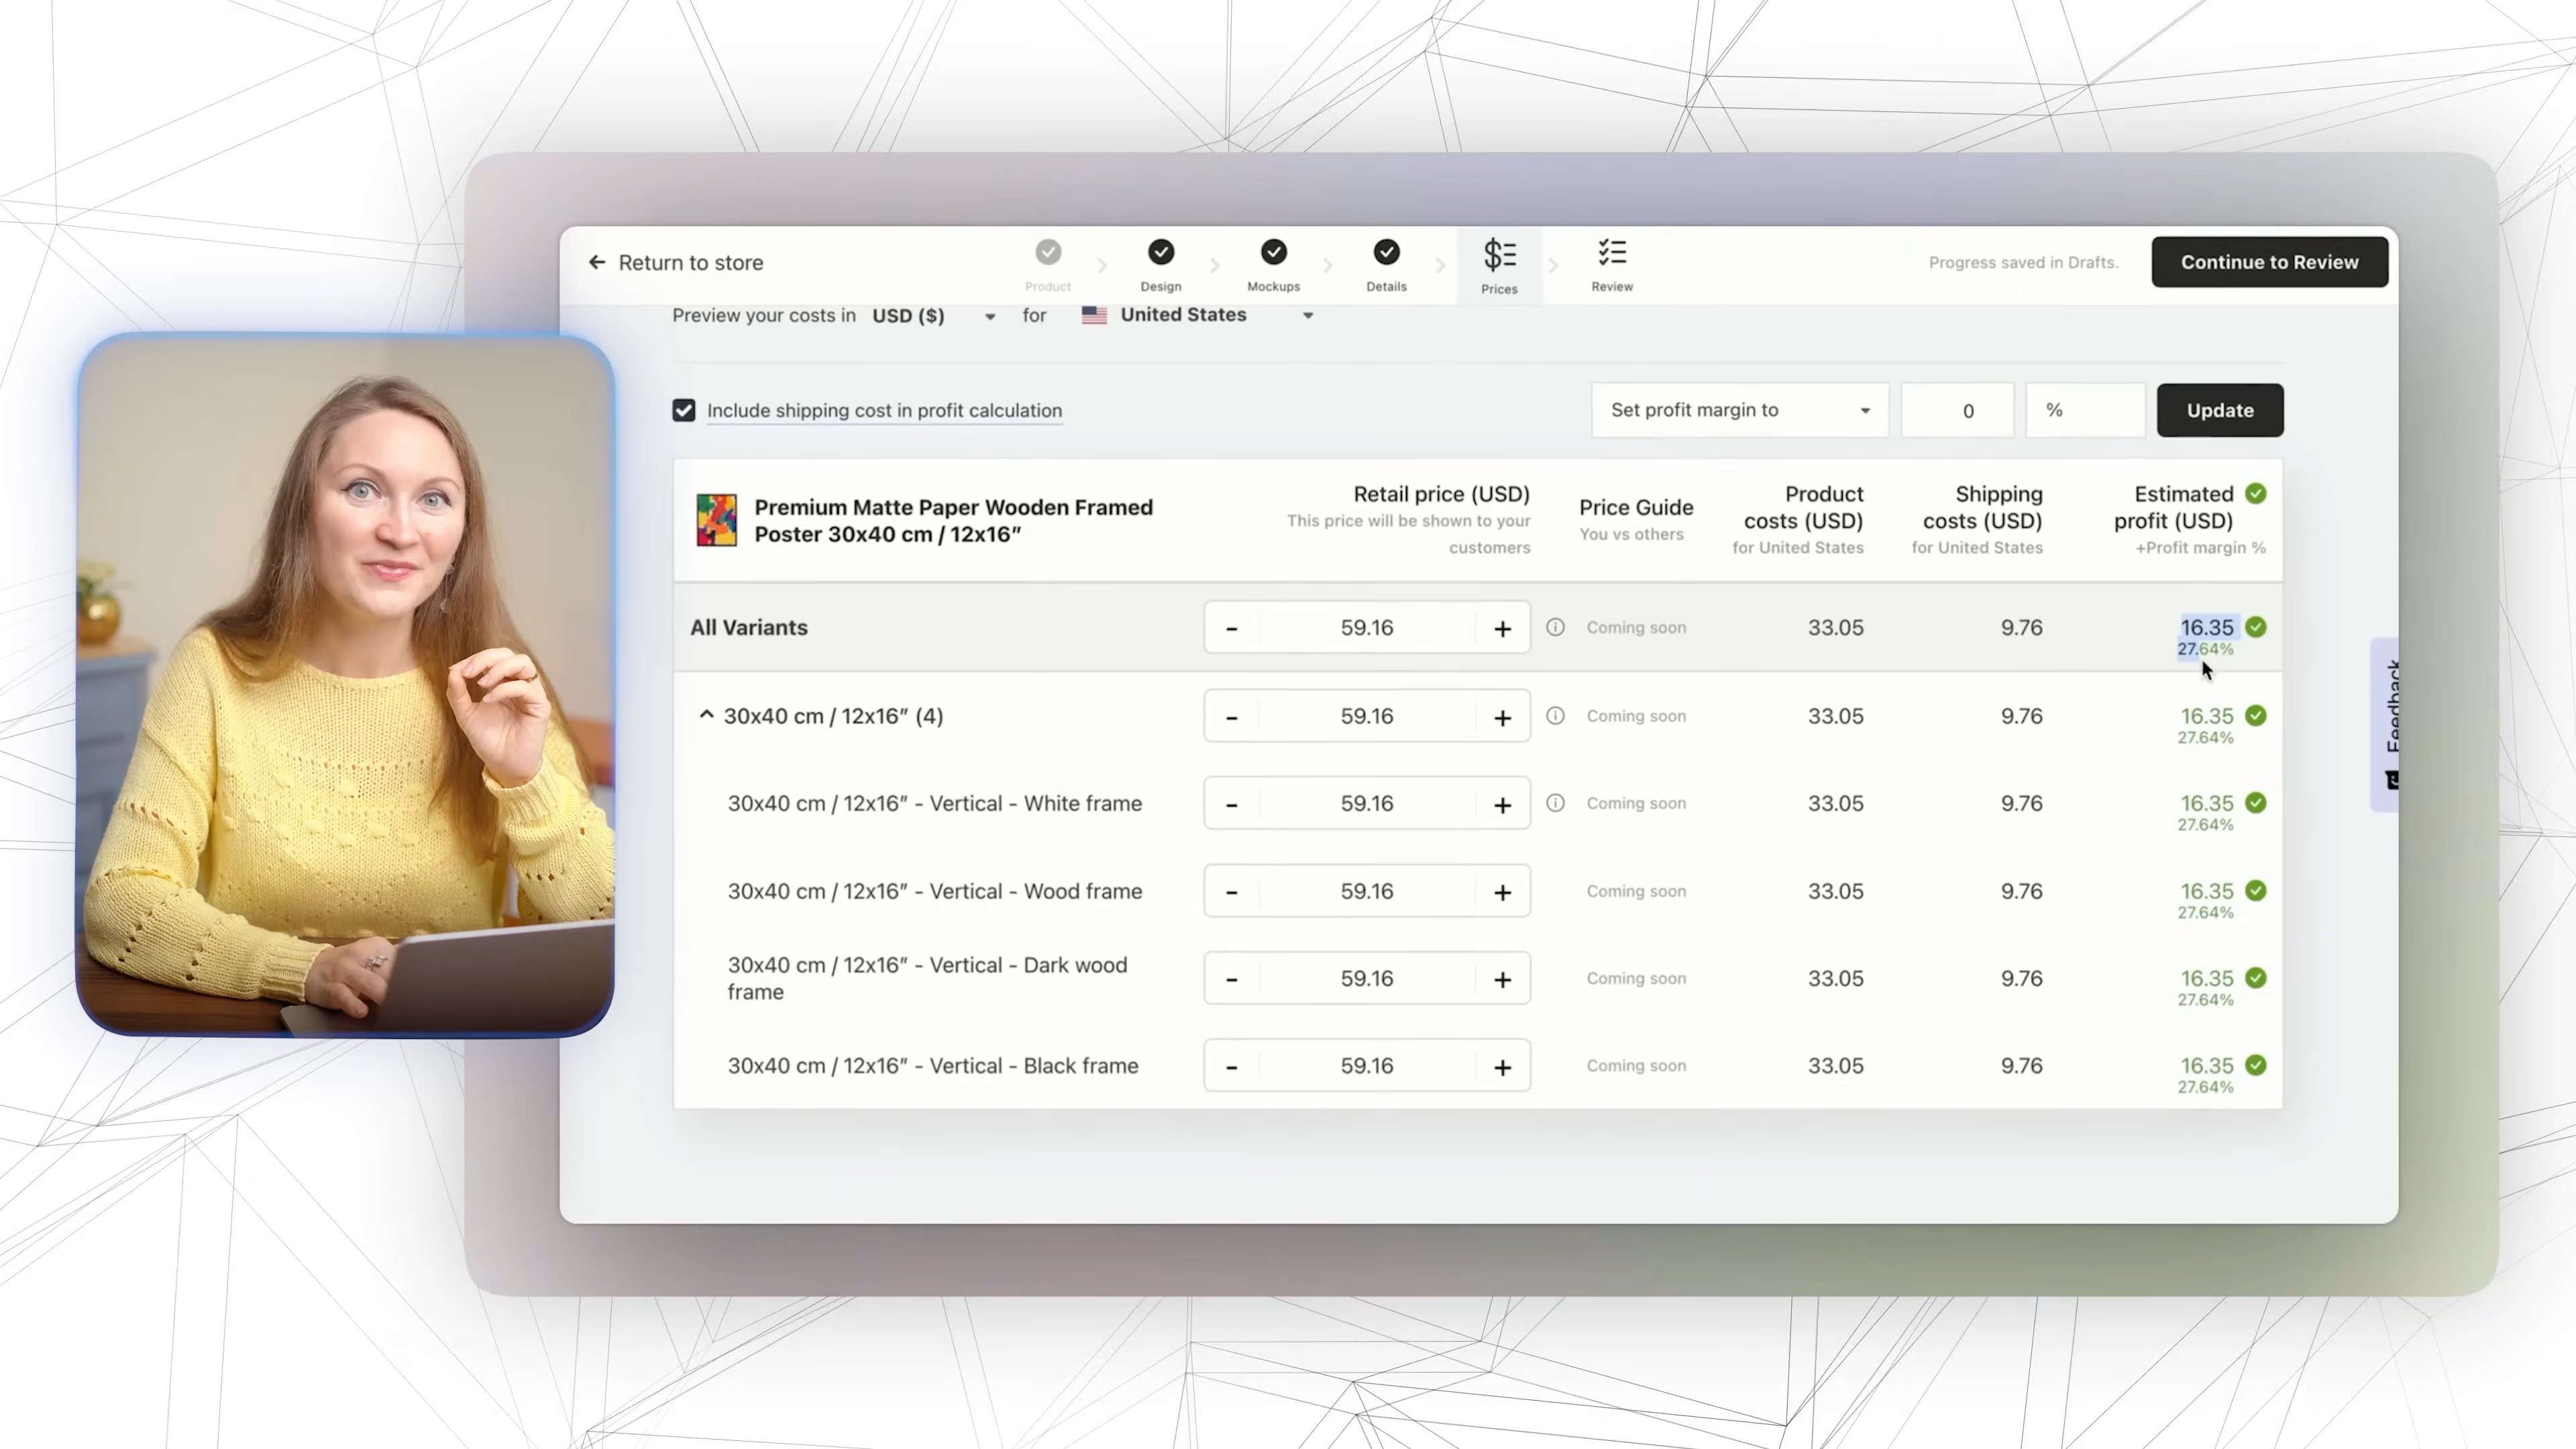 ← Return to store
Product
Design
Mockups
Details
Prices
Review
Progress saved in Drafts.
Continue to Review
Preview your costs in USD ($) for United States
Include shipping cost in profit calculation
Set profit margin to
0
%
Update
Premium Matte Paper Wooden Framed
Poster 30x40 cm / 12x16″
Retail price (USD)
This price will be shown to your
customers
Price Guide
You vs others
Product
costs (USD)
for United States
Shipping
costs (USD)
for United States
Estimated
profit (USD)
+Profit margin %
All Variants - 59.16 + Coming soon 33.05 9.76 16.35
27.64%
30x40 cm / 12x16″ (4) - 59.16 + Coming soon 33.05 9.76 16.35
27.64%
30x40 cm / 12x16″ - Vertical - White frame - 59.16 + Coming soon 33.05 9.76 16.35
27.64%
30x40 cm / 12x16″ - Vertical - Wood frame - 59.16 + Coming soon 33.05 9.76 16.35
27.64%
30x40 cm / 12x16″ - Vertical - Dark wood
frame - 59.16 + Coming soon 33.05 9.76 16.35
27.64%
30x40 cm / 12x16″ - Vertical - Black frame - 59.16 + Coming soon 33.05 9.76 16.35
27.64%
Feedback